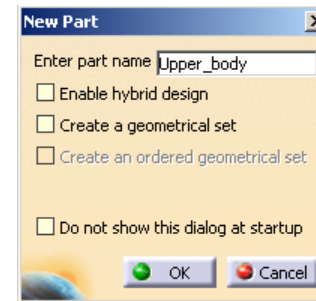 New Part
Enter part name Upper_body
Enable hybrid design
Create a geometrical set
Create an ordered geometrical set
Do not show this dialog at startup
OK Cancel